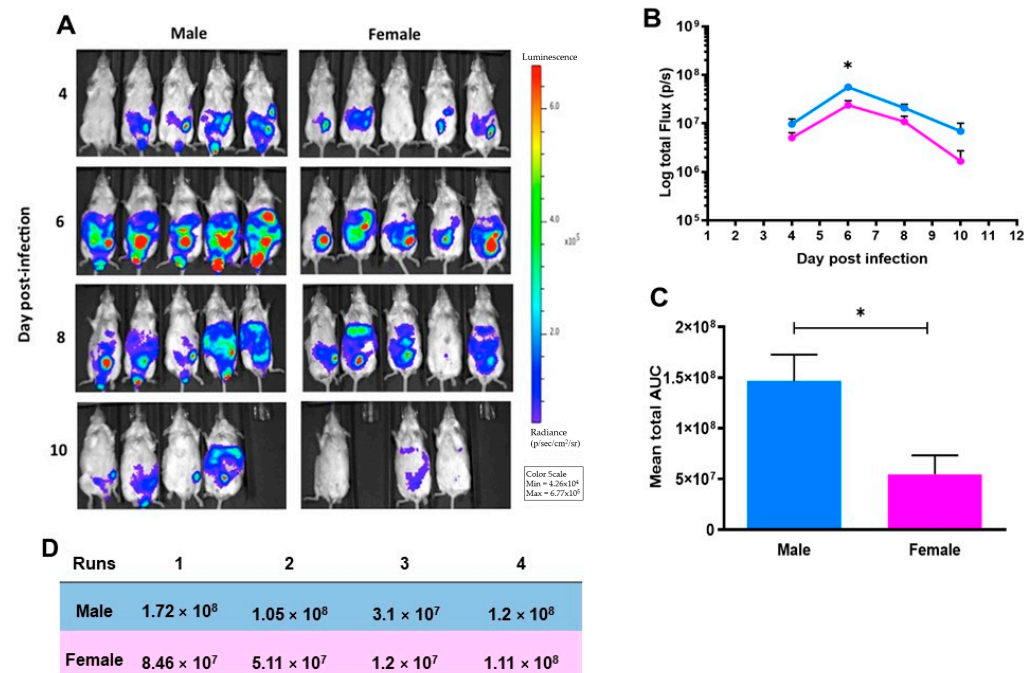 A
Male
Female
Day post-infection
4
6
8
10
Luminescence
6.0
4.0
x10⁵
2.0
Radiance
(p/sec/cm²/sr)
Color Scale
Min = 4.26x10⁴
Max = 6.77x10⁵
B
Log total Flux (p/s)
10⁹
10⁸
10⁷
10⁶
10⁵
*
1 2 3 4 5 6 7 8 9 10 11 12
Day post infection
C
Mean total AUC
2×10⁸
1.5×10⁸
1×10⁸
5×10⁷
0
*
Male Female
D
Runs 1 2 3 4
Male 1.72 × 10⁸ 1.05 × 10⁸ 3.1 × 10⁷ 1.2 × 10⁸
Female 8.46 × 10⁷ 5.11 × 10⁷ 1.2 × 10⁷ 1.11 × 10⁸